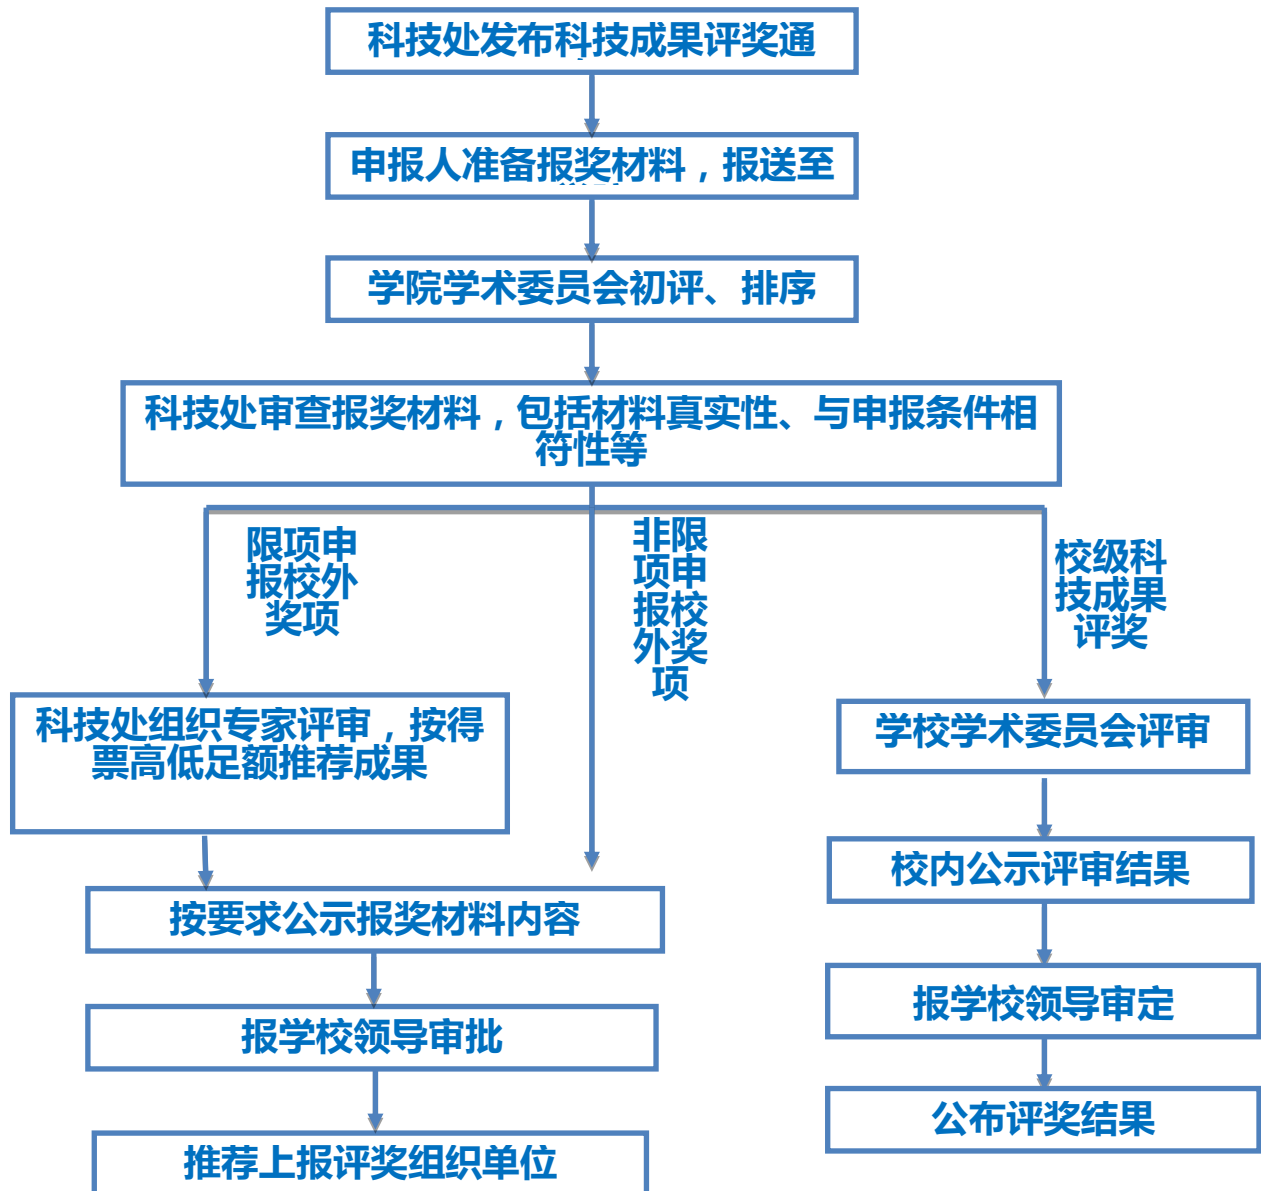 科技处发布科技成果评奖通
申报人准备报奖材料，报送至
学院学术委员会初评、排序
科技处审查报奖材料，包括材料真实性、与申报条件相
符性等
限项申
报校外
奖项
非限
项申
报校
外奖
项
校级科
技成果
评奖
科技处组织专家评审，按得
票高低足额推荐成果
学校学术委员会评审
校内公示评审结果
按要求公示报奖材料内容
报学校领导审定
报学校领导审批
公布评奖结果
推荐上报评奖组织单位